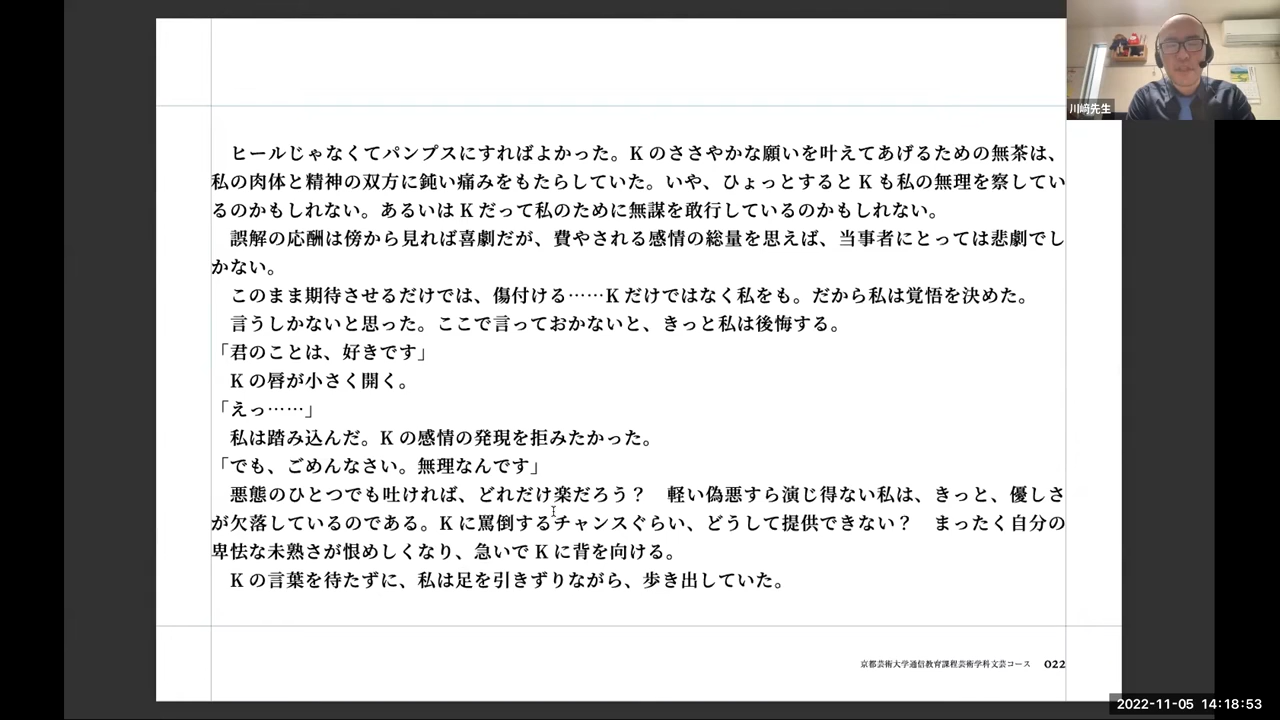 川﨑先生
ヒールじゃなくてパンプスにすればよかった。K のささやかな願いを叶えてあげるための無茶は、
私の肉体と精神の双方に鈍い痛みをもたらしていた。いや、ひょっとすると K も私の無理を察してい
るのかもしれない。あるいは K だって私のために無謀を敢行しているのかもしれない。
誤解の応酬は傍から見れば喜劇だが、費やされる感情の総量を思えば、当事者にとっては悲劇でし
かない。
このまま期待させるだけでは、傷付ける……K だけではなく私をも。だから私は覚悟を決めた。
言うしかないと思った。ここで言っておかないと、きっと私は後悔する。
「君のことは、好きです」
K の唇が小さく開く。
「えっ……」
私は踏み込んだ。K の感情の発現を拒みたかった。
「でも、ごめんなさい。無理なんです」
悪態のひとつでも吐ければ、どれだけ楽だろう？　軽い偽悪すら演じ得ない私は、きっと、優しさ
が欠落しているのである。K に罵倒するチャンスぐらい、どうして提供できない？　まったく自分の
卑怯な未熟さが恨めしくなり、急いで K に背を向ける。
K の言葉を待たずに、私は足を引きずりながら、歩き出していた。
京都芸術大学通信教育課程芸術学科文芸コース　022
2022-11-05 14:18:53